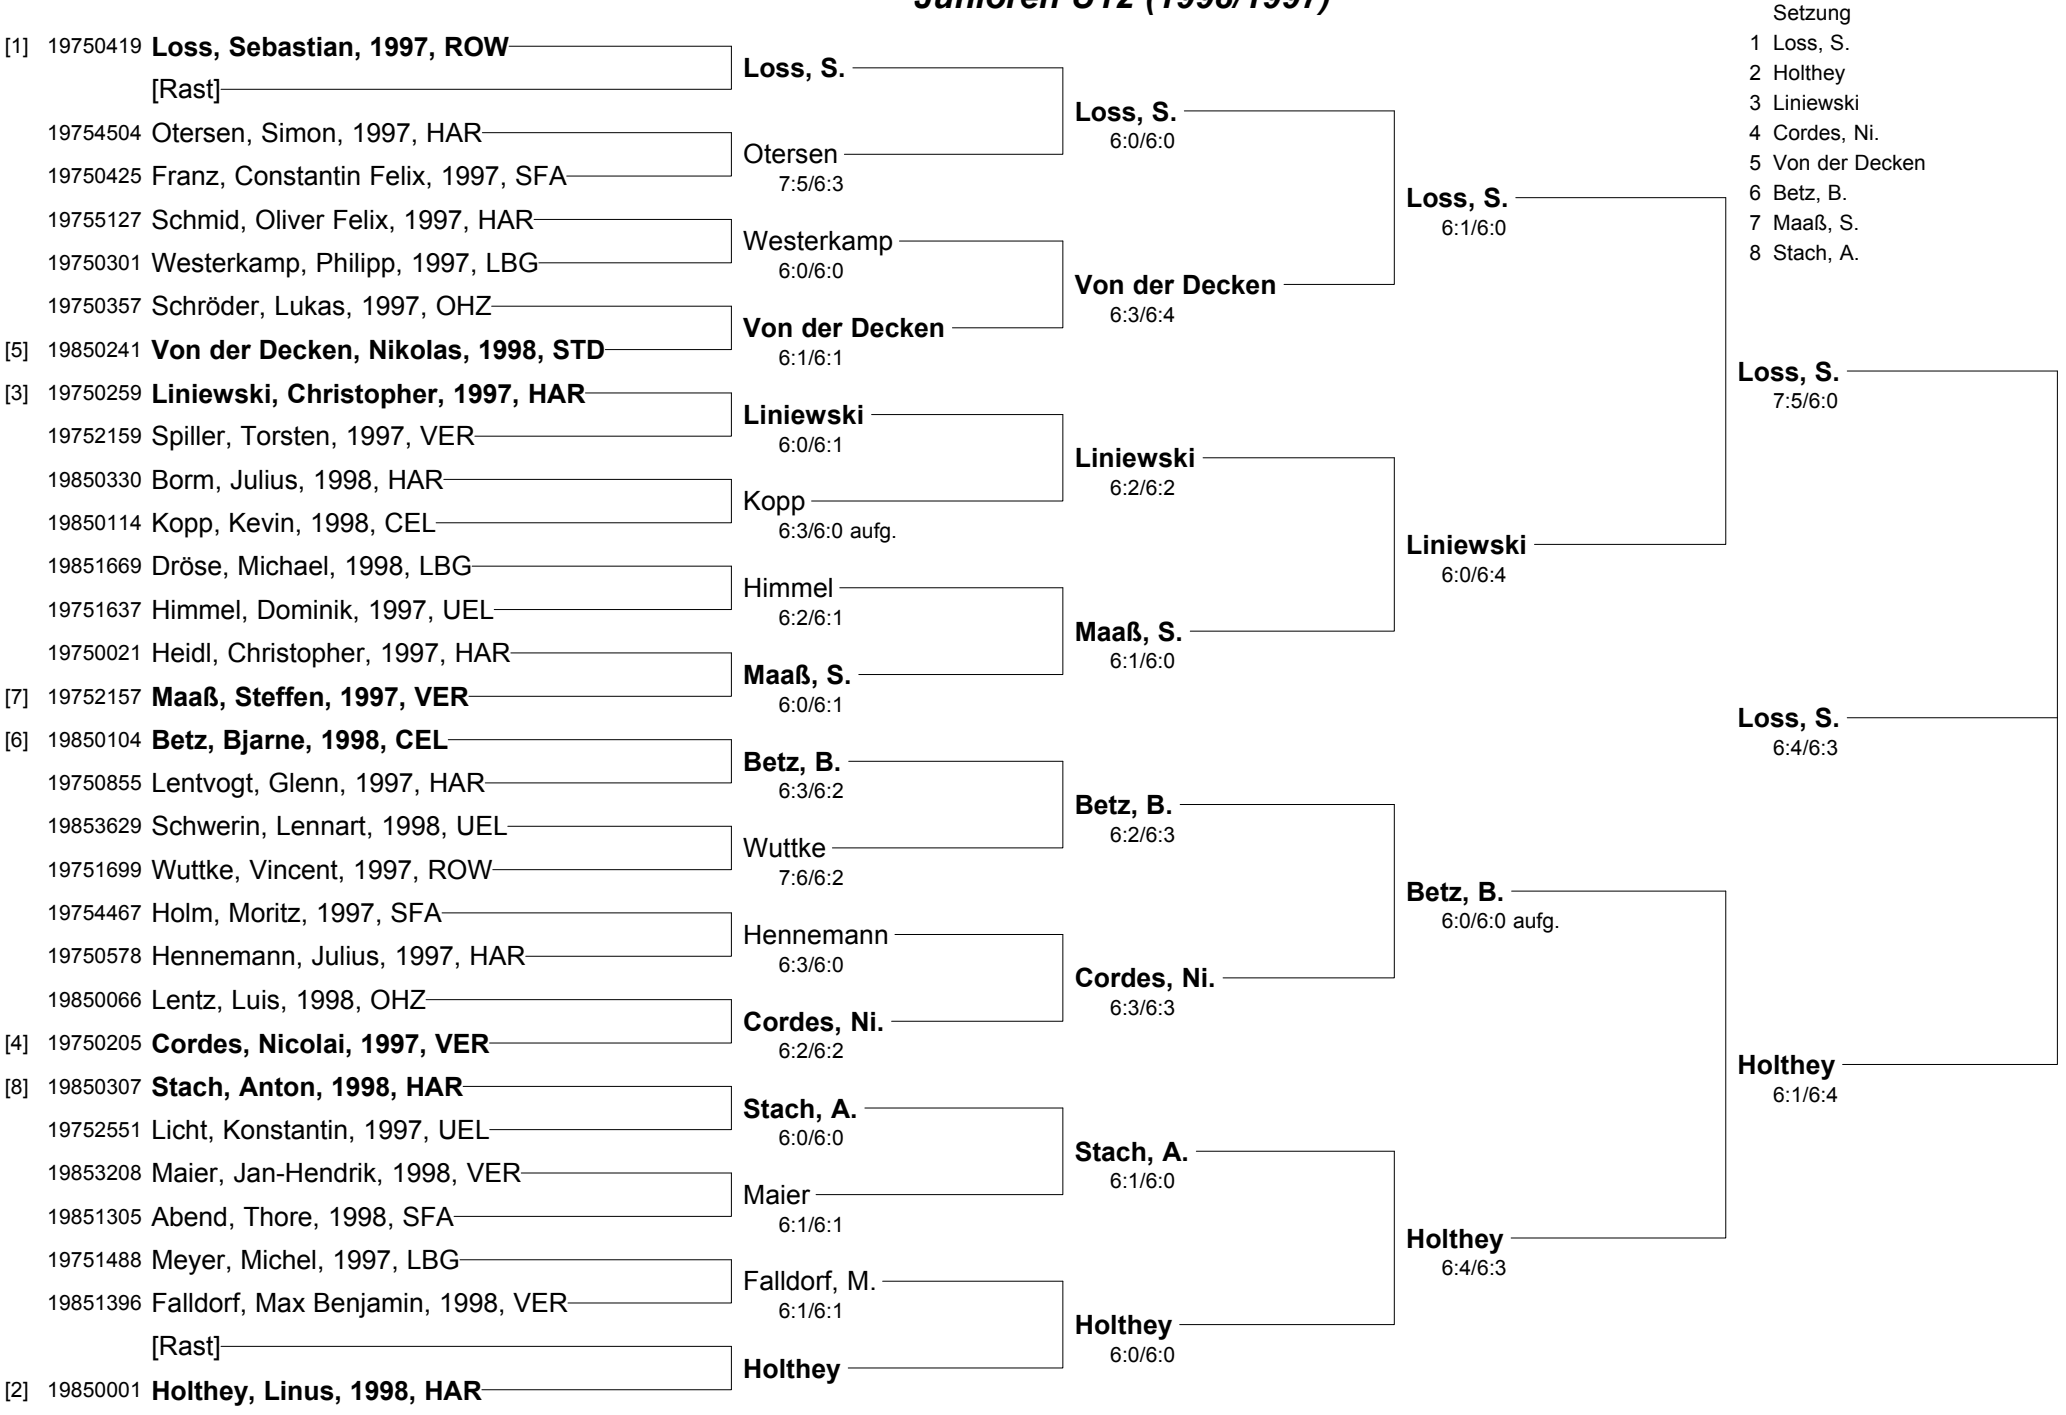 Junioren U12 (1998/1997)
Setzung
1 Loss, S.
2 Holthey
3 Liniewski
4 Cordes, Ni.
5 Von der Decken
6 Betz, B.
7 Maaß, S.
8 Stach, A.
[1] 19750419 Loss, Sebastian, 1997, ROW
[Rast]
19754504 Otersen, Simon, 1997, HAR
19750425 Franz, Constantin Felix, 1997, SFA
19755127 Schmid, Oliver Felix, 1997, HAR
19750301 Westerkamp, Philipp, 1997, LBG
19750357 Schröder, Lukas, 1997, OHZ
[5] 19850241 Von der Decken, Nikolas, 1998, STD
[3] 19750259 Liniewski, Christopher, 1997, HAR
19752159 Spiller, Torsten, 1997, VER
19850330 Borm, Julius, 1998, HAR
19850114 Kopp, Kevin, 1998, CEL
19851669 Dröse, Michael, 1998, LBG
19751637 Himmel, Dominik, 1997, UEL
19750021 Heidl, Christopher, 1997, HAR
[7] 19752157 Maaß, Steffen, 1997, VER
[6] 19850104 Betz, Bjarne, 1998, CEL
19750855 Lentvogt, Glenn, 1997, HAR
19853629 Schwerin, Lennart, 1998, UEL
19751699 Wuttke, Vincent, 1997, ROW
19754467 Holm, Moritz, 1997, SFA
19750578 Hennemann, Julius, 1997, HAR
19850066 Lentz, Luis, 1998, OHZ
[4] 19750205 Cordes, Nicolai, 1997, VER
[8] 19850307 Stach, Anton, 1998, HAR
19752551 Licht, Konstantin, 1997, UEL
19853208 Maier, Jan-Hendrik, 1998, VER
19851305 Abend, Thore, 1998, SFA
19751488 Meyer, Michel, 1997, LBG
19851396 Falldorf, Max Benjamin, 1998, VER
[Rast]
[2] 19850001 Holthey, Linus, 1998, HAR
Loss, S.
Otersen
7:5/6:3
Westerkamp
6:0/6:0
Von der Decken
6:1/6:1
Liniewski
6:0/6:1
Kopp
6:3/6:0 aufg.
Himmel
6:2/6:1
Maaß, S.
6:0/6:1
Betz, B.
6:3/6:2
Wuttke
7:6/6:2
Hennemann
6:3/6:0
Cordes, Ni.
6:2/6:2
Stach, A.
6:0/6:0
Maier
6:1/6:1
Falldorf, M.
6:1/6:1
Holthey
Loss, S.
6:0/6:0
Von der Decken
6:3/6:4
Liniewski
6:2/6:2
Maaß, S.
6:1/6:0
Betz, B.
6:2/6:3
Cordes, Ni.
6:3/6:3
Stach, A.
6:1/6:0
Holthey
6:0/6:0
Loss, S.
6:1/6:0
Liniewski
6:0/6:4
Betz, B.
6:0/6:0 aufg.
Holthey
6:4/6:3
Loss, S.
7:5/6:0
Loss, S.
6:4/6:3
Holthey
6:1/6:4